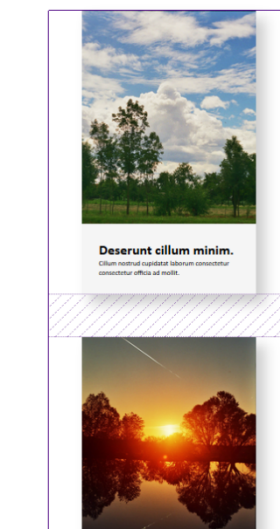 Deserunt cillum minim.
Cillum nostrud cupidatat laborum consectetur
consectetur officia ad mollit.